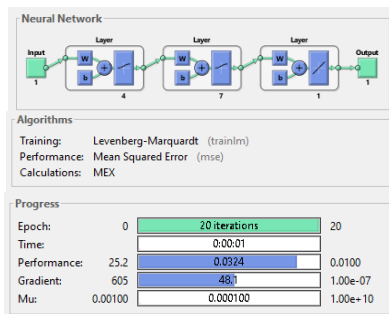 Neural Network
Layer Layer Layer
Input Output
W W W
b b b
1 4 7 1 1
Algorithms
Training: Levenberg-Marquardt (trainlm)
Performance: Mean Squared Error (mse)
Calculations: MEX
Progress
Epoch: 0 20 iterations 20
Time: 0:00:01
Performance: 25.2 0.0324 0.0100
Gradient: 605 48.1 1.00e-07
Mu: 0.00100 0.000100 1.00e+10